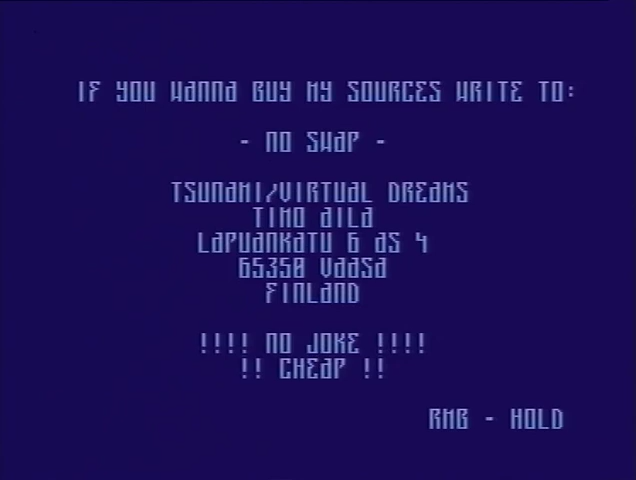 IF YOU WANNA BUY MY SOURCES WRITE TO:
- NO SWAP -
TSUNAMI/VIRTUAL DREAMS
TIMO AILA
LAPUANKATU 6 AS 4
65350 VAASA
FINLAND
!!!! NO JOKE !!!!
!! CHEAP !!
RMB - HOLD